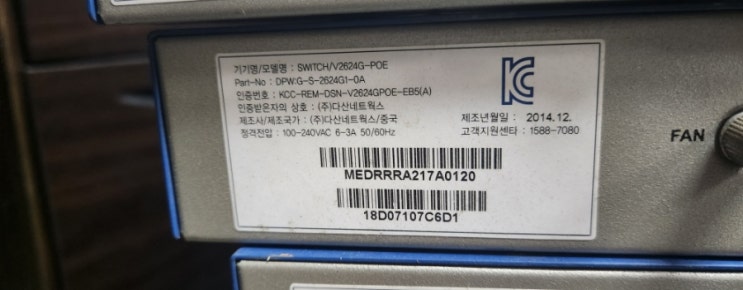 기기명/모델명 : SWITCH/V2624G-POE
Part-No : DPW:G-S-2624G1-0A
인증번호 : KCC-REM-DSN-V2624GPOE-EB5(A)
인증받은자의 상호 : (주)다산네트웍스
제조사/제조국가 : (주)다산네트웍스/중국
제조년월일 : 2014.12.
정격전압 : 100-240VAC 6-3A 50/60Hz
고객지원센타 : 1588-7080
MEDRRRA217A0120
18D07107C6D1
FAN